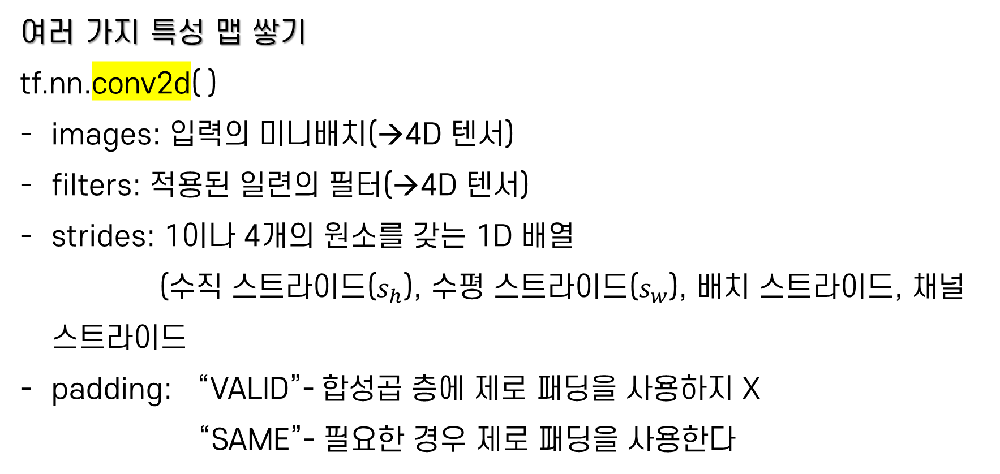 여러 가지 특성 맵 쌓기
tf.nn.conv2d( )
- images: 입력의 미니배치(→4D 텐서)
- filters: 적용된 일련의 필터(→4D 텐서)
- strides: 1이나 4개의 원소를 갖는 1D 배열
(수직 스트라이드(s_h), 수평 스트라이드(s_w), 배치 스트라이드, 채널
스트라이드
- padding: “VALID”- 합성곱 층에 제로 패딩을 사용하지 X
“SAME”- 필요한 경우 제로 패딩을 사용한다